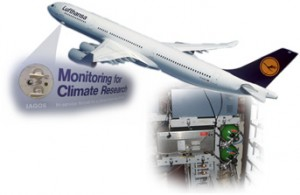 Lufthansa
Monitoring for
Climate Research
IAGOS